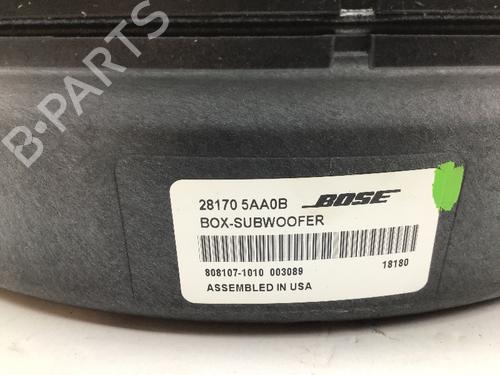 B-PARTS
28170 5AA0B BOSE
BOX-SUBWOOFER
808107-1010 003089 18180
ASSEMBLED IN USA